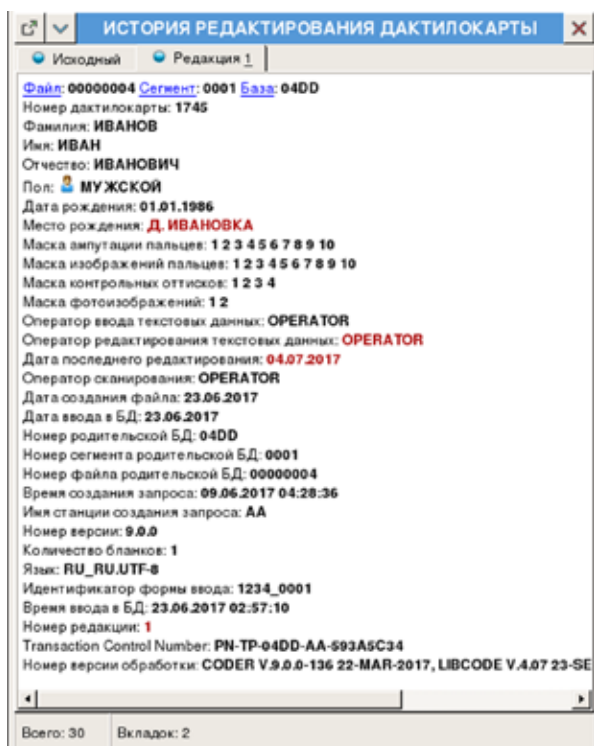 ИСТОРИЯ РЕДАКТИРОВАНИЯ ДАКТИЛОКАРТЫ
Исходный Редакция 1
Файл: 00000004 Сегмент: 0001 База: 04DD
Номер дактилокарты: 1745
Фамилия: ИВАНОВ
Имя: ИВАН
Отчество: ИВАНОВИЧ
Пол: МУЖСКОЙ
Дата рождения: 01.01.1986
Место рождения: Д. ИВАНОВКА
Маска ампутации пальцев: 1 2 3 4 5 6 7 8 9 10
Маска изображений пальцев: 1 2 3 4 5 6 7 8 9 10
Маска контрольных оттисков: 1 2 3 4
Маска фотоизображений: 1 2
Оператор ввода текстовых данных: OPERATOR
Оператор редактирования текстовых данных: OPERATOR
Дата последнего редактирования: 04.07.2017
Оператор сканирования: OPERATOR
Дата создания файла: 23.06.2017
Дата ввода в БД: 23.06.2017
Номер родительской БД: 04DD
Номер сегмента родительской БД: 0001
Номер файла родительской БД: 00000004
Время создания запроса: 09.06.2017 04:28:36
Имя станции создания запроса: AA
Номер версии: 9.0.0
Количество бланков: 1
Язык: RU_RU.UTF-8
Идентификатор формы ввода: 1234_0001
Время ввода в БД: 23.06.2017 02:57:10
Номер редакции: 1
Transaction Control Number: PN-TP-04DD-AA-593A5C34
Номер версии обработки: CODER V.9.0.0-136 22-MAR-2017, LIBCODE V.4.07 23-SE
Всего: 30 Вкладок: 2